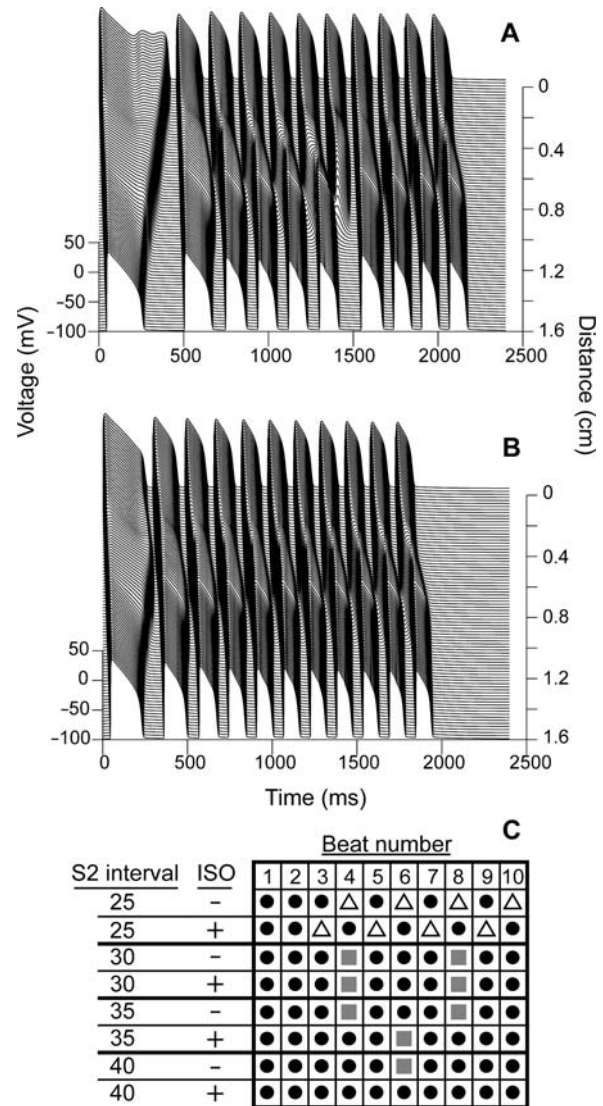 A
0
0.4
0.8
1.2
1.6
Distance (cm)
50
0
−50
−100
Voltage (mV)
0 500 1000 1500 2000 2500
B
0
0.4
0.8
1.2
1.6
50
0
−50
−100
0 500 1000 1500 2000 2500
Time (ms)
C
Beat number
S2 interval ISO 1 2 3 4 5 6 7 8 9 10
25 −
25 +
30 −
30 +
35 −
35 +
40 −
40 +